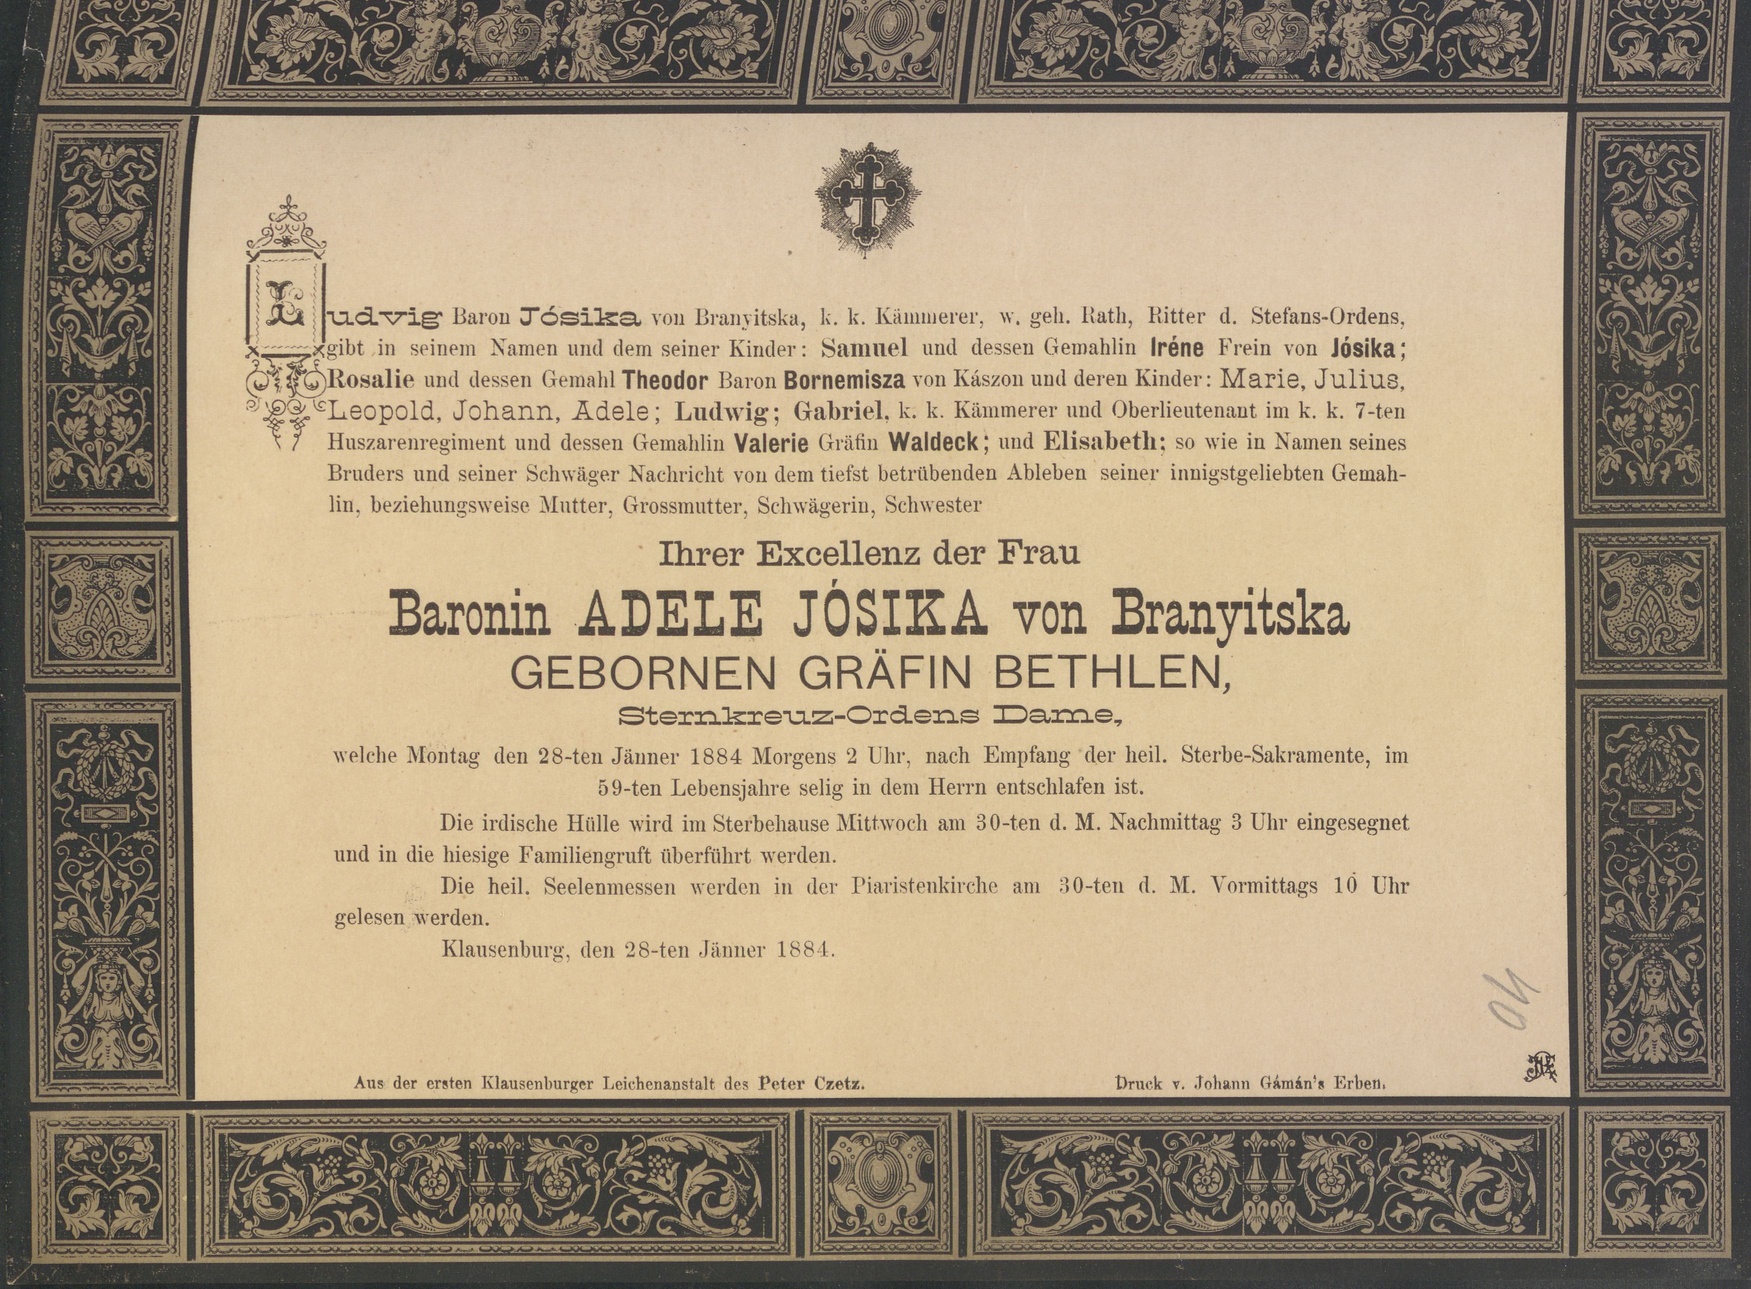 Ludvig Baron Jósika von Branyitska, k. k. Kämmerer, w. geh. Rath, Ritter d. Stefans-Ordens,
gibt in seinem Namen und dem seiner Kinder: Samuel und dessen Gemahlin Iréne Frein von Jósika;
Rosalie und dessen Gemahl Theodor Baron Bornemisza von Kászon und deren Kinder: Marie, Julius,
Leopold, Johann, Adele; Ludwig; Gabriel, k. k. Kämmerer und Oberlieutenant im k. k. 7-ten
Huszarenregiment und dessen Gemahlin Valerie Gräfin Waldeck; und Elisabeth; so wie in Namen seines
Bruders und seiner Schwäger Nachricht von dem tiefst betrübenden Ableben seiner innigstgeliebten Gemah-
lin, beziehungsweise Mutter, Grossmutter, Schwägerin, Schwester
Ihrer Excellenz der Frau
Baronin ADELE JÓSIKA von Branyitska
GEBORNEN GRÄFIN BETHLEN,
Sternkreuz-Ordens Dame,
welche Montag den 28-ten Jänner 1884 Morgens 2 Uhr, nach Empfang der heil. Sterbe-Sakramente, im
59-ten Lebensjahre selig in dem Herrn entschlafen ist.
Die irdische Hülle wird im Sterbehause Mittwoch am 30-ten d. M. Nachmittag 3 Uhr eingesegnet
und in die hiesige Familiengruft überführt werden.
Die heil. Seelenmessen werden in der Piaristenkirche am 30-ten d. M. Vormittags 10 Uhr
gelesen werden.
Klausenburg, den 28-ten Jänner 1884.
Aus der ersten Klausenburger Leichenanstalt des Peter Czetz.
Druck v. Johann Gámán's Erben.